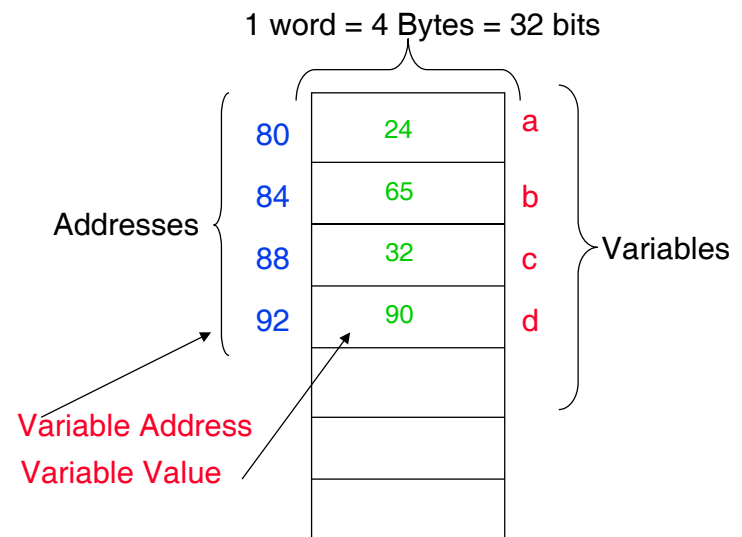 1 word = 4 Bytes = 32 bits
80 24 a
84 65 b
Addresses
Variables
88 32 c
92 90 d
Variable Address
Variable Value